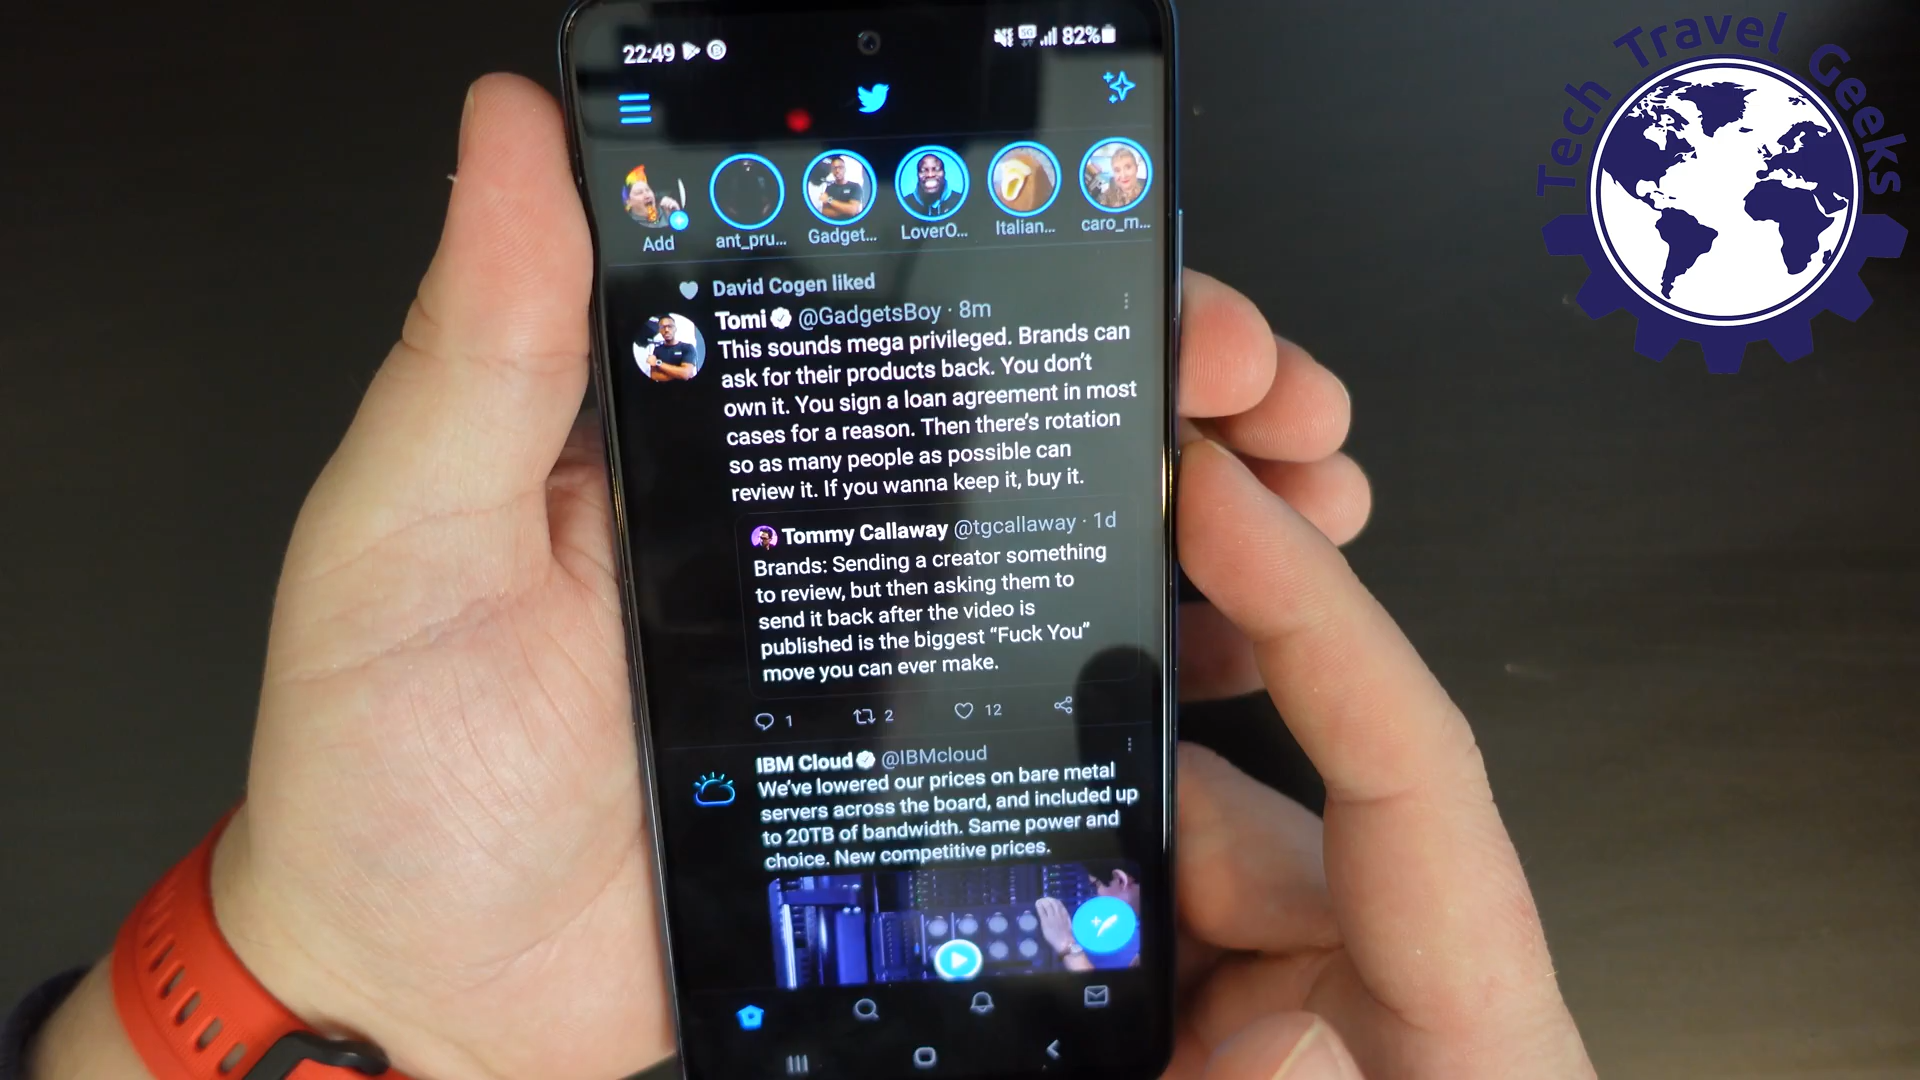 Tech Travel Geeks
22:49 82%
5G
Add ant_pru... Gadget... LoverO... Italian... caro_m...
David Cogen liked
Tomi @GadgetsBoy · 8m
This sounds mega privileged. Brands can
ask for their products back. You don't
own it. You sign a loan agreement in most
cases for a reason. Then there's rotation
so as many people as possible can
review it. If you wanna keep it, buy it.
Tommy Callaway @tgcallaway · 1d
Brands: Sending a creator something
to review, but then asking them to
send it back after the video is
published is the biggest “Fuck You”
move you can ever make.
1 2 12
IBM Cloud @IBMcloud
We've lowered our prices on bare metal
servers across the board, and included up
to 20TB of bandwidth. Same power and
choice. New competitive prices.